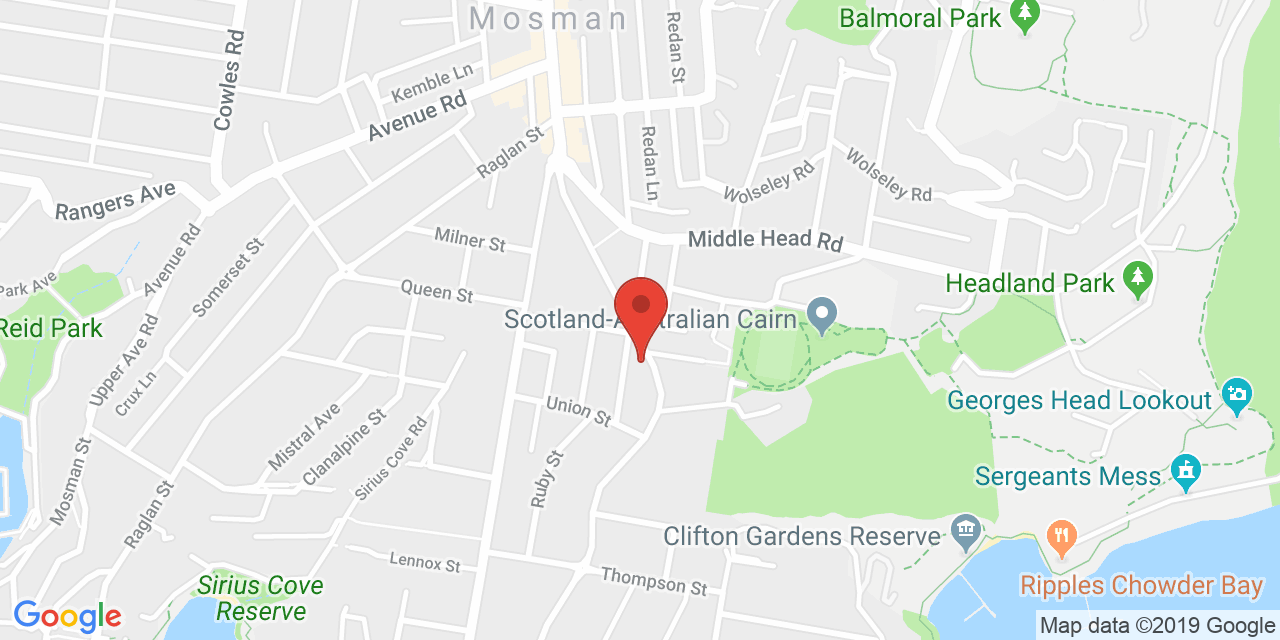 Mosman
Balmoral Park
Redan St
Cowles Rd
Kemble Ln
Avenue Rd
Raglan St
Redan Ln
Wolseley Rd
Wolseley Rd
Rangers Ave
Milner St
Middle Head Rd
Avenue Rd
Somerset St
Park Ave
Queen St
Headland Park
Reid Park
Scotland-A tralian Cairn
Upper Ave Rd
Crux Ln
Georges Head Lookout
Union St
Mistral Ave
Clanalpine St
Sirius Cove Rd
Mosman St
Ruby St
Sergeants Mess
Raglan St
Clifton Gardens Reserve
Lennox St
Thompson St
Sirius Cove
Reserve
Ripples Chowder Bay
Google
Map data ©2019 Google